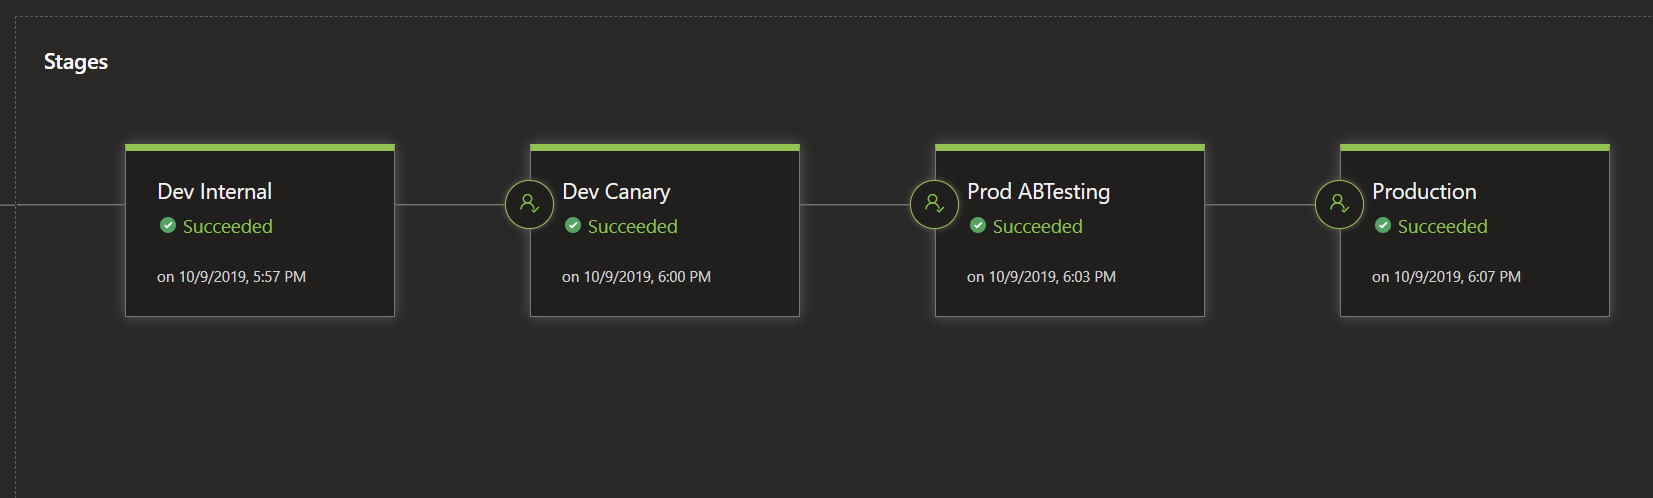 Stages
Dev Internal
Succeeded
on 10/9/2019, 5:57 PM
Dev Canary
Succeeded
on 10/9/2019, 6:00 PM
Prod ABTesting
Succeeded
on 10/9/2019, 6:03 PM
Production
Succeeded
on 10/9/2019, 6:07 PM